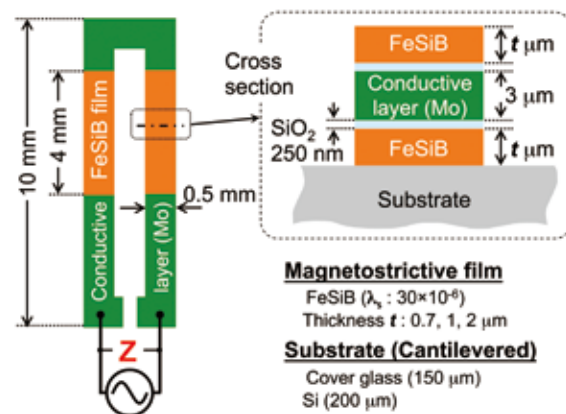 10 mm
4 mm
FeSiB film
Conductive
layer (Mo)
0.5 mm
Z
Cross
section
FeSiB
t μm
Conductive
layer (Mo)
3 μm
SiO₂
250 nm
FeSiB
t μm
Substrate
Magnetostrictive film
FeSiB (λₛ : 30×10⁻⁶)
Thickness t : 0.7, 1, 2 μm
Substrate (Cantilevered)
Cover glass (150 μm)
Si (200 μm)